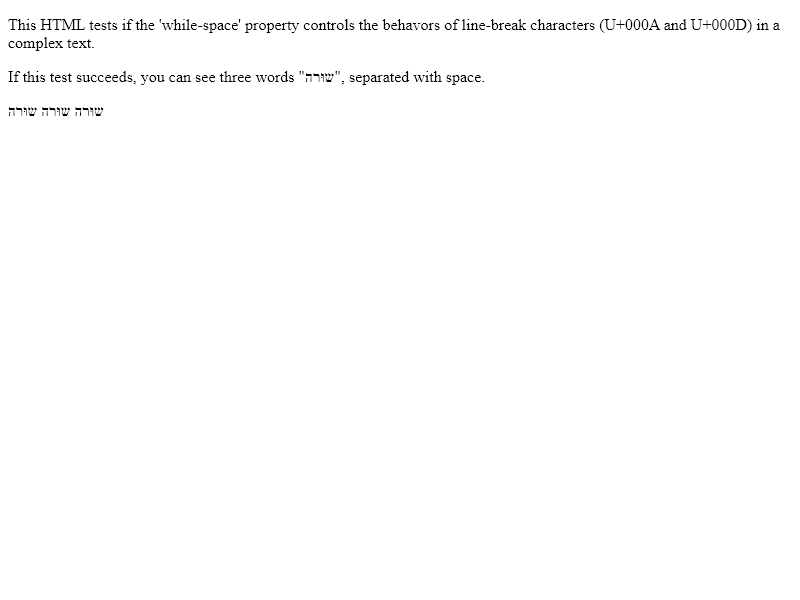 This HTML tests if the 'while-space' property controls the behavors of line-break characters (U+000A and U+000D) in a
complex text.
If this test succeeds, you can see three words "שורה", separated with space.
שורה שורה שורה